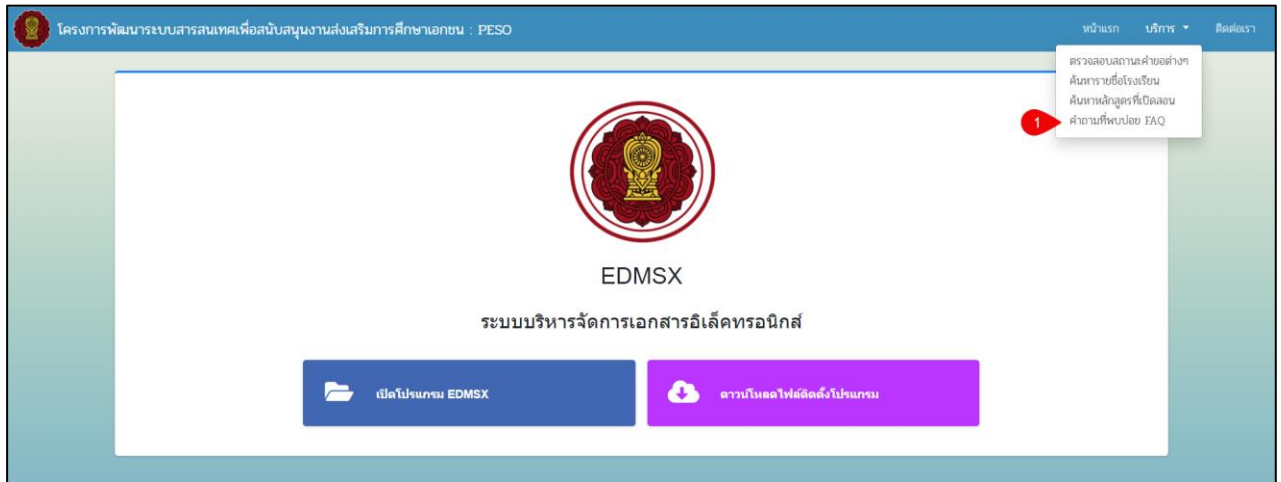 โครงการพัฒนาระบบสารสนเทศเพื่อสนับสนุนงานส่งเสริมการศึกษาเอกชน : PESO
หน้าแรก บริการ ติดต่อเรา
ตรวจสอบสถานะคำขอต่างๆ
ค้นหารายชื่อโรงเรียน
ค้นหาหลักสูตรที่เปิดสอน
1 คำถามที่พบบ่อย FAQ
EDMSX
ระบบบริหารจัดการเอกสารอิเล็คทรอนิกส์
เปิดโปรแกรม EDMSX
ดาวน์โหลดไฟล์ติดตั้งโปรแกรม